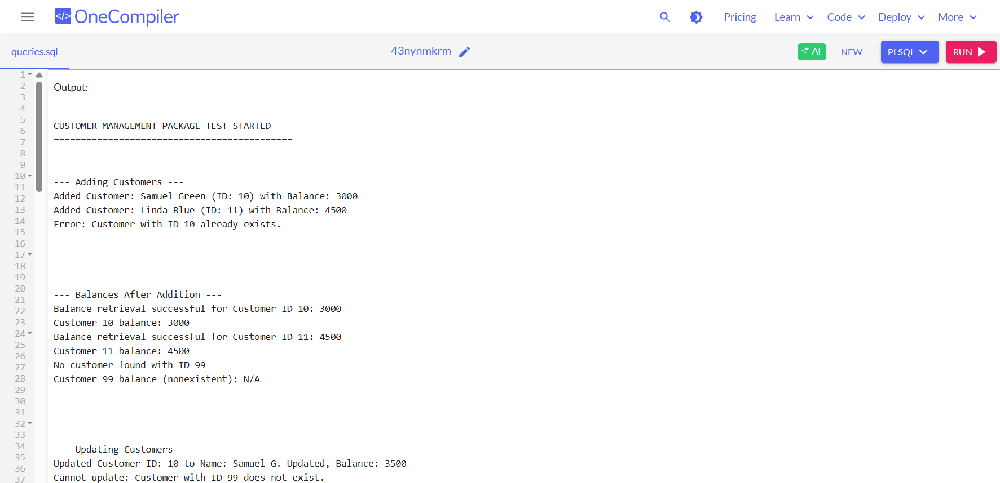 </> OneCompiler
Pricing Learn Code Deploy More
queries.sql
43nynmkrm
AI NEW PLSQL RUN
1
2
3
4
5
6
7
8
9
10
11
12
13
14
15
16
17
18
19
20
21
22
23
24
25
26
27
28
29
30
31
32
33
34
35
36
37
Output:
============================================
CUSTOMER MANAGEMENT PACKAGE TEST STARTED
============================================
--- Adding Customers ---
Added Customer: Samuel Green (ID: 10) with Balance: 3000
Added Customer: Linda Blue (ID: 11) with Balance: 4500
Error: Customer with ID 10 already exists.
--------------------------------------------
--- Balances After Addition ---
Balance retrieval successful for Customer ID 10: 3000
Customer 10 balance: 3000
Balance retrieval successful for Customer ID 11: 4500
Customer 11 balance: 4500
No customer found with ID 99
Customer 99 balance (nonexistent): N/A
--------------------------------------------
--- Updating Customers ---
Updated Customer ID: 10 to Name: Samuel G. Updated, Balance: 3500
Cannot update: Customer with ID 99 does not exist.